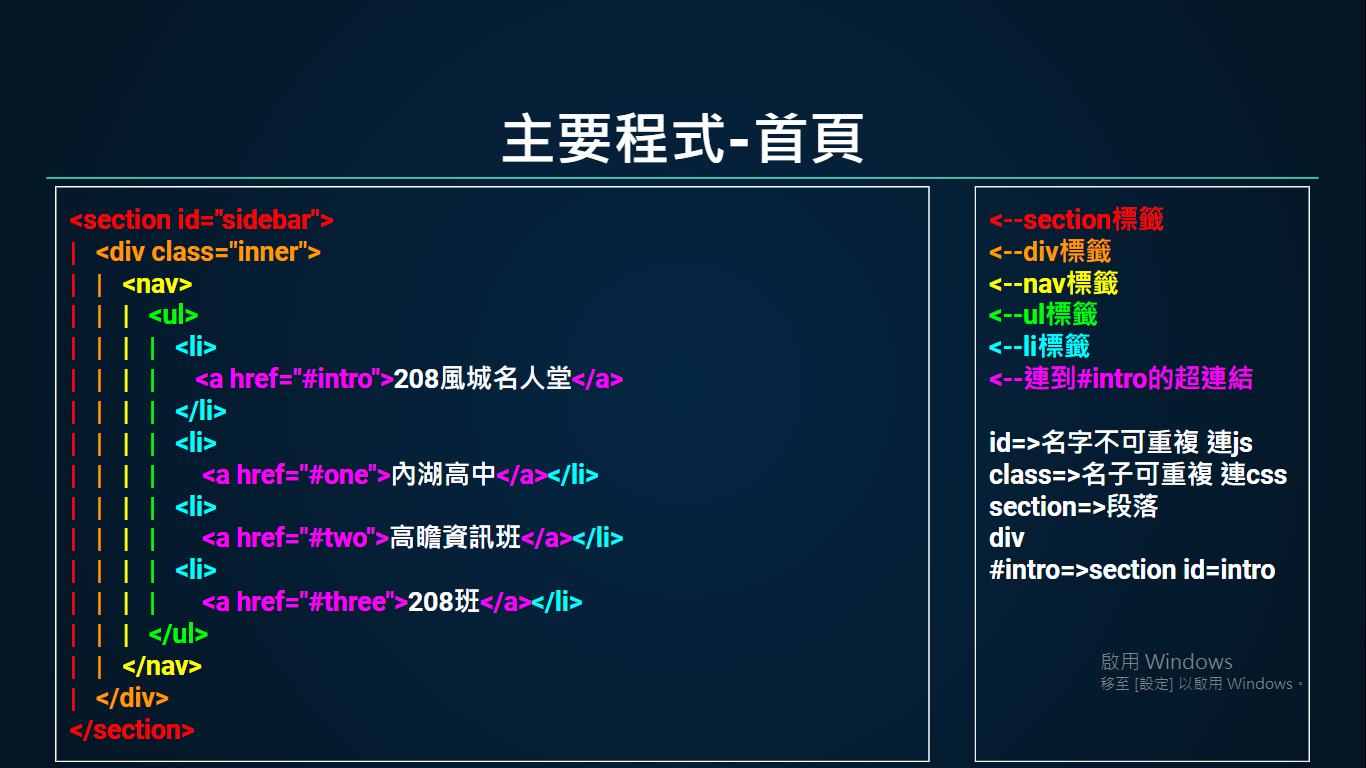 主要程式-首頁
<section id="sidebar">
| <div class="inner">
| | <nav>
| | | <ul>
| | | | <li>
| | | | <a href="#intro">208風城名人堂</a>
| | | | </li>
| | | | <li>
| | | | <a href="#one">內湖高中</a></li>
| | | | <li>
| | | | <a href="#two">高瞻資訊班</a></li>
| | | | <li>
| | | | <a href="#three">208班</a></li>
| | | </ul>
| | </nav>
| </div>
</section>
<--section標籤
<--div標籤
<--nav標籤
<--ul標籤
<--li標籤
<--連到#intro的超連結
id=>名字不可重複 連js
class=>名子可重複 連css
section=>段落
div
#intro=>section id=intro
啟用 Windows
移至 [設定] 以啟用 Windows。